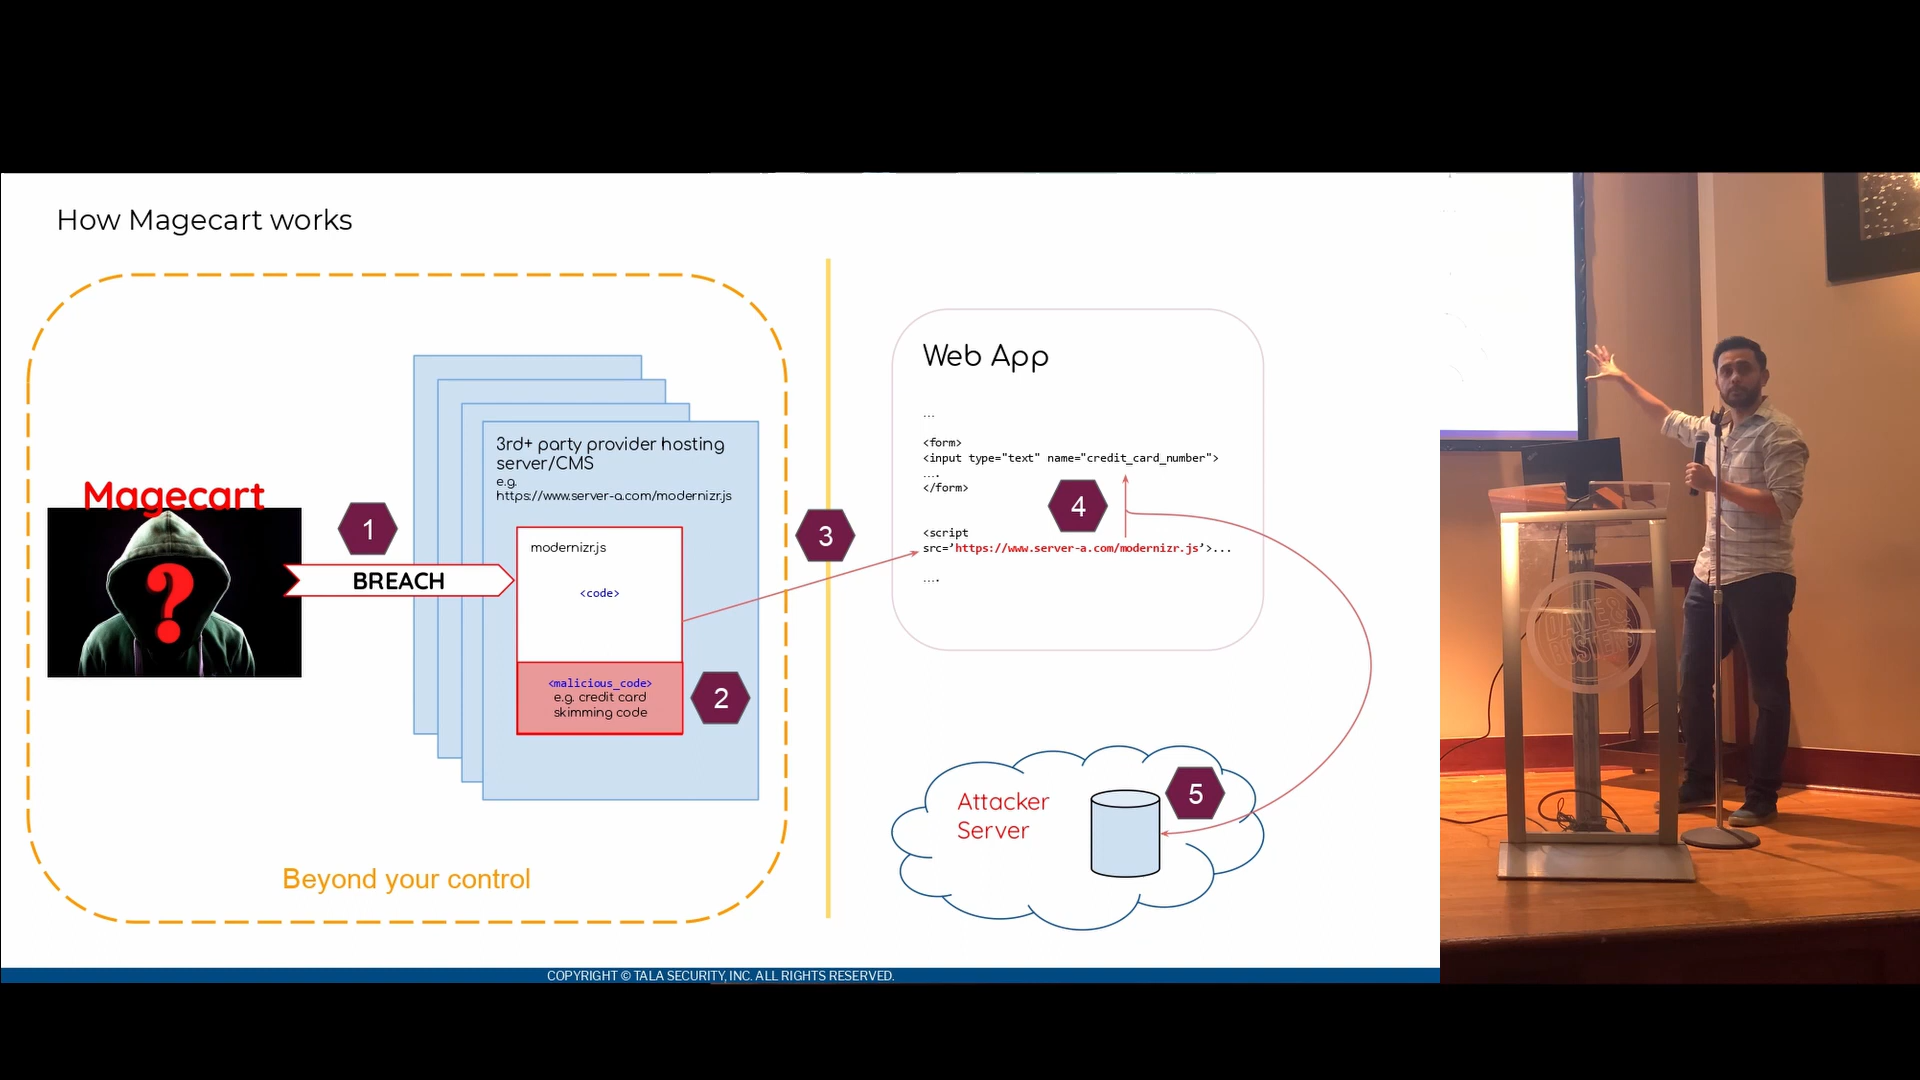 How Magecart works
Magecart
?
1
BREACH
3rd+ party provider hosting
server/CMS
e.g.
https://www.server-a.com/modernizr.js
modernizr.js
<code>
<malicious_code>
e.g. credit card
skimming code
2
Beyond your control
3
Web App
...
<form>
<input type="text" name="credit_card_number">
....
</form>
4
<script
src='https://www.server-a.com/modernizr.js'>...
....
Attacker
Server
5
COPYRIGHT © TALA SECURITY, INC. ALL RIGHTS RESERVED.
DAVE &
BUSTER'S